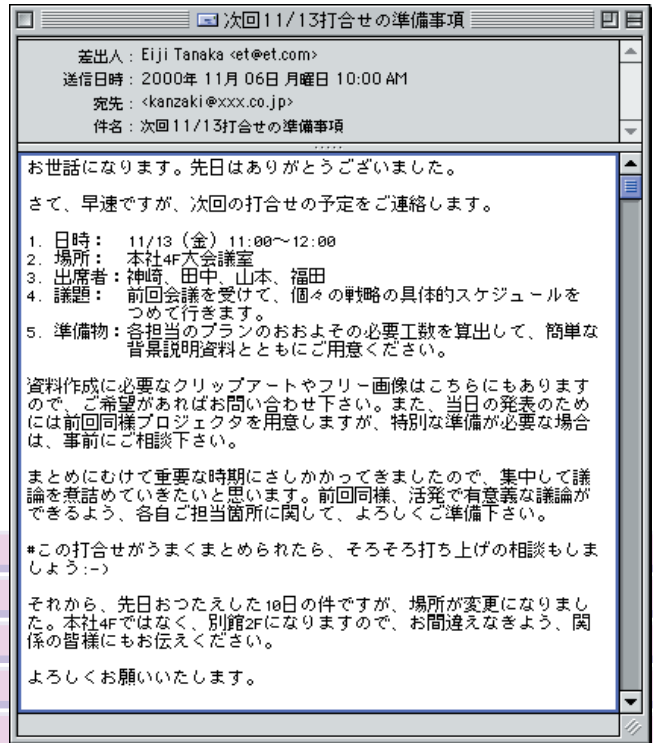 次回11/13打合せの準備事項
差出人：Eiji Tanaka <et@et.com>
送信日時：2000年 11月 06日 月曜日 10:00 AM
宛先：<kanzaki@xxx.co.jp>
件名：次回11/13打合せの準備事項
お世話になります。先日はありがとうございました。
さて、早速ですが、次回の打合せの予定をご連絡します。
1. 日時： 11/13（金）11:00〜12:00
2. 場所： 本社4F大会議室
3. 出席者：神崎、田中、山本、福田
4. 議題： 前回会議を受けて、個々の戦略の具体的スケジュールを
つめて行きます。
5. 準備物：各担当のプランのおおよその必要工数を算出して、簡単な
背景説明資料とともにご用意ください。
資料作成に必要なクリップアートやフリー画像はこちらにもあります
ので、ご希望があればお問い合わせ下さい。また、当日の発表のため
には前回同様プロジェクタを用意しますが、特別な準備が必要な場合
は、事前にご相談下さい。
まとめにむけて重要な時期にさしかかってきましたので、集中して議
論を煮詰めていきたいと思います。前回同様、活発で有意義な議論が
できるよう、各自ご担当箇所に関して、よろしくご準備下さい。
#この打合せがうまくまとめられたら、そろそろ打ち上げの相談もしま
しょう:-)
それから、先日おつたえした10日の件ですが、場所が変更になりまし
た。本社4Fではなく、別館2Fになりますので、お間違えなきよう、関
係の皆様にもお伝えください。
よろしくお願いいたします。